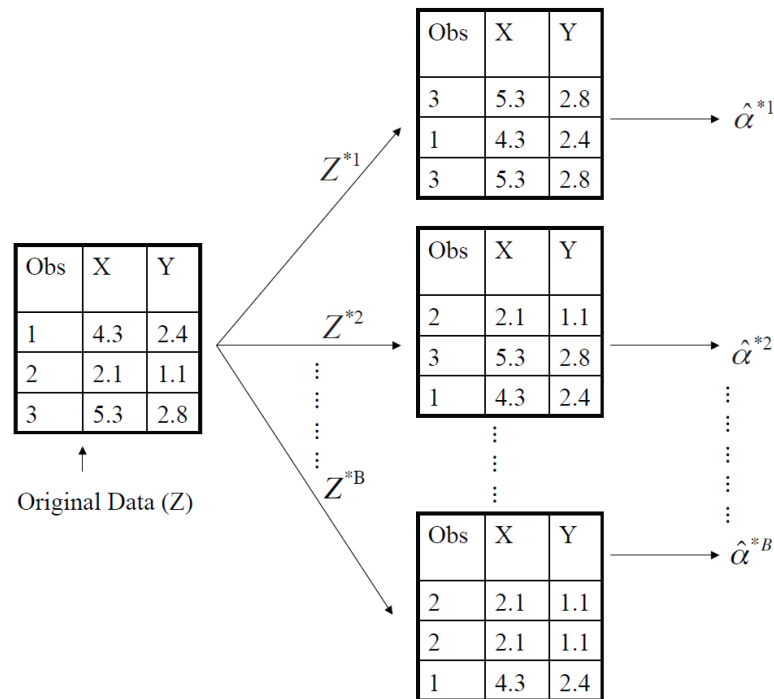 Obs X Y
3 5.3 2.8
1 4.3 2.4
3 5.3 2.8
α̂*1
Z*1
Obs X Y
1 4.3 2.4
2 2.1 1.1
3 5.3 2.8
Original Data (Z)
Z*2
Obs X Y
2 2.1 1.1
3 5.3 2.8
1 4.3 2.4
α̂*2
Z*B
Obs X Y
2 2.1 1.1
2 2.1 1.1
1 4.3 2.4
α̂*B